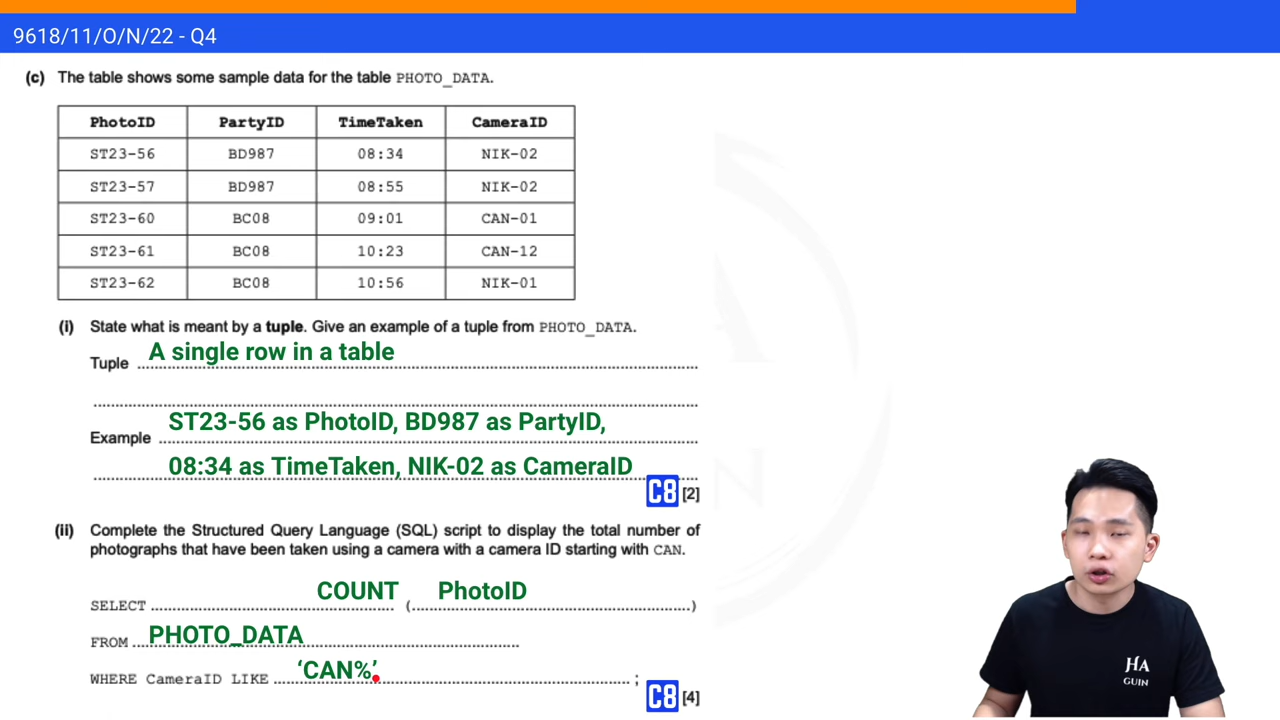 9618/11/O/N/22 - Q4
(c) The table shows some sample data for the table PHOTO_DATA.
PhotoID PartyID TimeTaken CameraID
ST23-56 BD987 08:34 NIK-02
ST23-57 BD987 08:55 NIK-02
ST23-60 BC08 09:01 CAN-01
ST23-61 BC08 10:23 CAN-12
ST23-62 BC08 10:56 NIK-01
(i) State what is meant by a tuple. Give an example of a tuple from PHOTO_DATA.
Tuple A single row in a table
Example ST23-56 as PhotoID, BD987 as PartyID,
08:34 as TimeTaken, NIK-02 as CameraID
C8 [2]
(ii) Complete the Structured Query Language (SQL) script to display the total number of
photographs that have been taken using a camera with a camera ID starting with CAN.
SELECT COUNT (PhotoID)
FROM PHOTO_DATA
WHERE CameraID LIKE ‘CAN%’ ;
C8 [4]
HA
GUIN